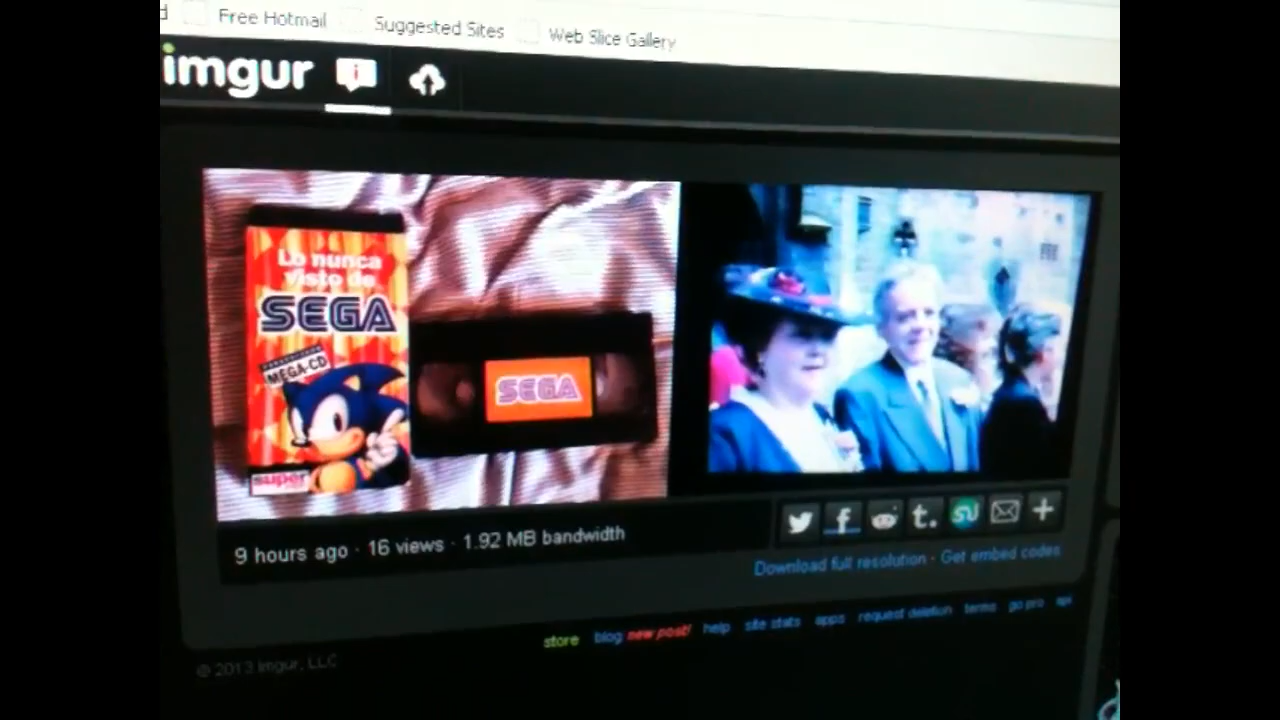 Free Hotmail Suggested Sites Web Slice Gallery
imgur
Lo nunca
visto de
SEGA
MEGA-CD
super
SEGA
9 hours ago · 16 views · 1.92 MB bandwidth
Download full resolution · Get embed codes
store blog new post! help site stats apps request deletion terms go pro api
© 2013 Imgur, LLC